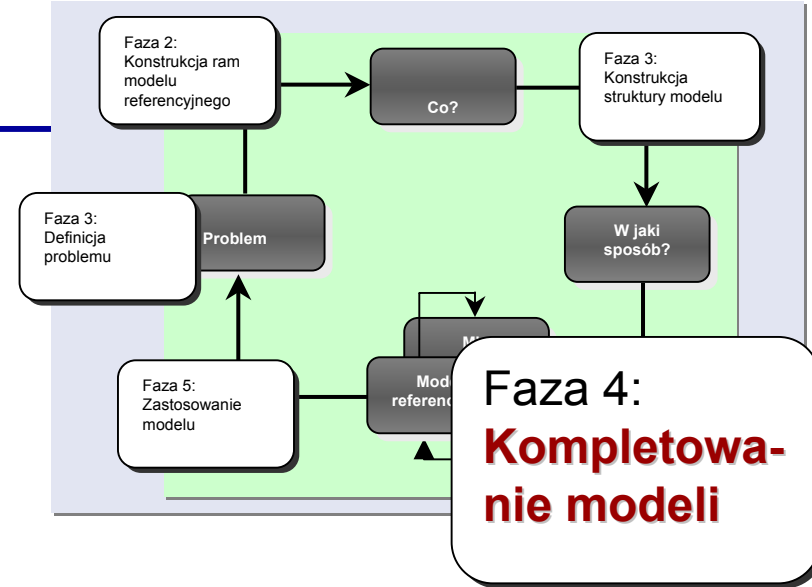 Faza 2:
Konstrukcja ram
modelu
referencyjnego
Co?
Faza 3:
Konstrukcja
struktury modelu
Faza 3:
Definicja
problemu
Problem
W jaki
sposób?
Faza 5:
Zastosowanie
modelu
Faza 4:
Kompletowa-
nie modeli